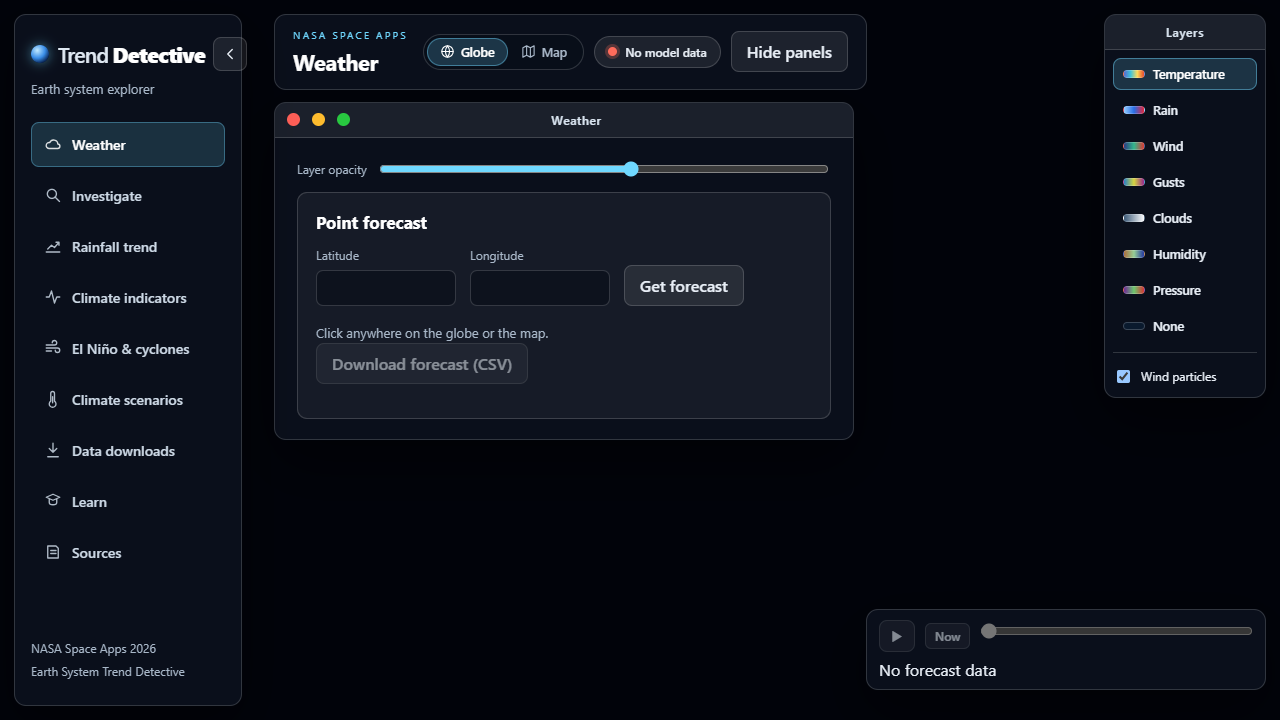 Trend Detective
Earth system explorer
Weather
Investigate
Rainfall trend
Climate indicators
El Niño & cyclones
Climate scenarios
Data downloads
Learn
Sources
NASA Space Apps 2026
Earth System Trend Detective
NASA SPACE APPS
Weather
Globe
Map
No model data
Hide panels
Weather
Layer opacity
Point forecast
Latitude
Longitude
Get forecast
Click anywhere on the globe or the map.
Download forecast (CSV)
Layers
Temperature
Rain
Wind
Gusts
Clouds
Humidity
Pressure
None
Wind particles
Now
No forecast data